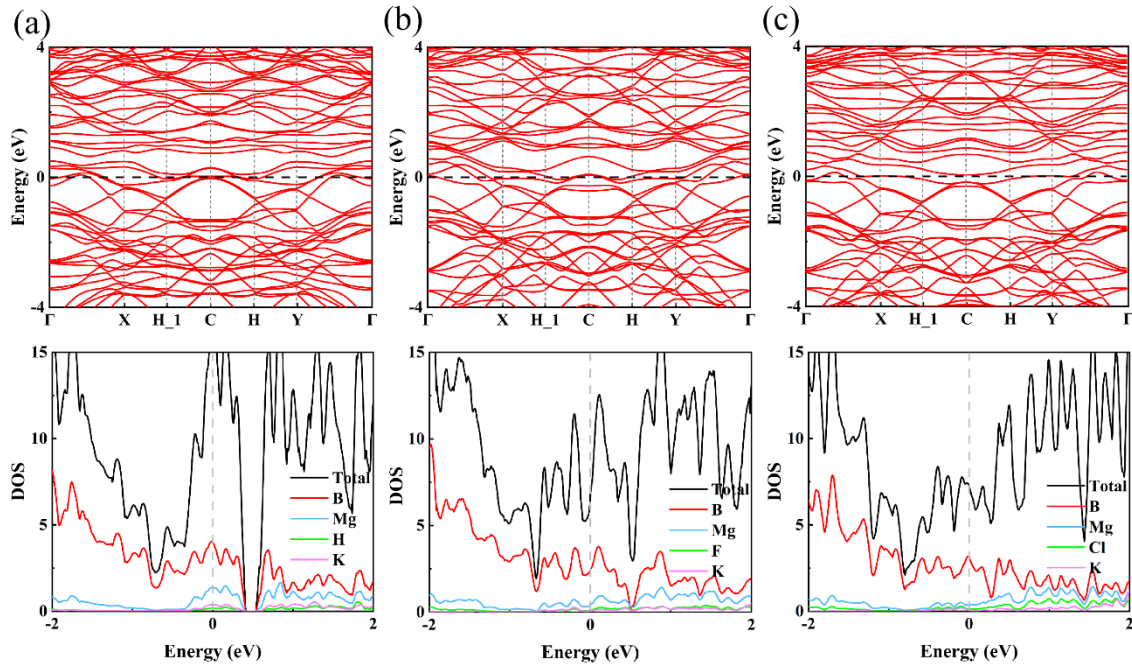 (a)
(b)
(c)
4
0
-4
Energy (eV)
Γ X H_1 C H Y Γ
4
0
-4
Energy (eV)
Γ X H_1 C H Y Γ
4
0
-4
Energy (eV)
Γ X H_1 C H Y Γ
15
10
5
0
DOS
Total
B
Mg
H
K
-2 0 2
Energy (eV)
15
10
5
0
DOS
Total
B
Mg
F
K
-2 0 2
Energy (eV)
15
10
5
0
DOS
Total
B
Mg
Cl
K
-2 0 2
Energy (eV)